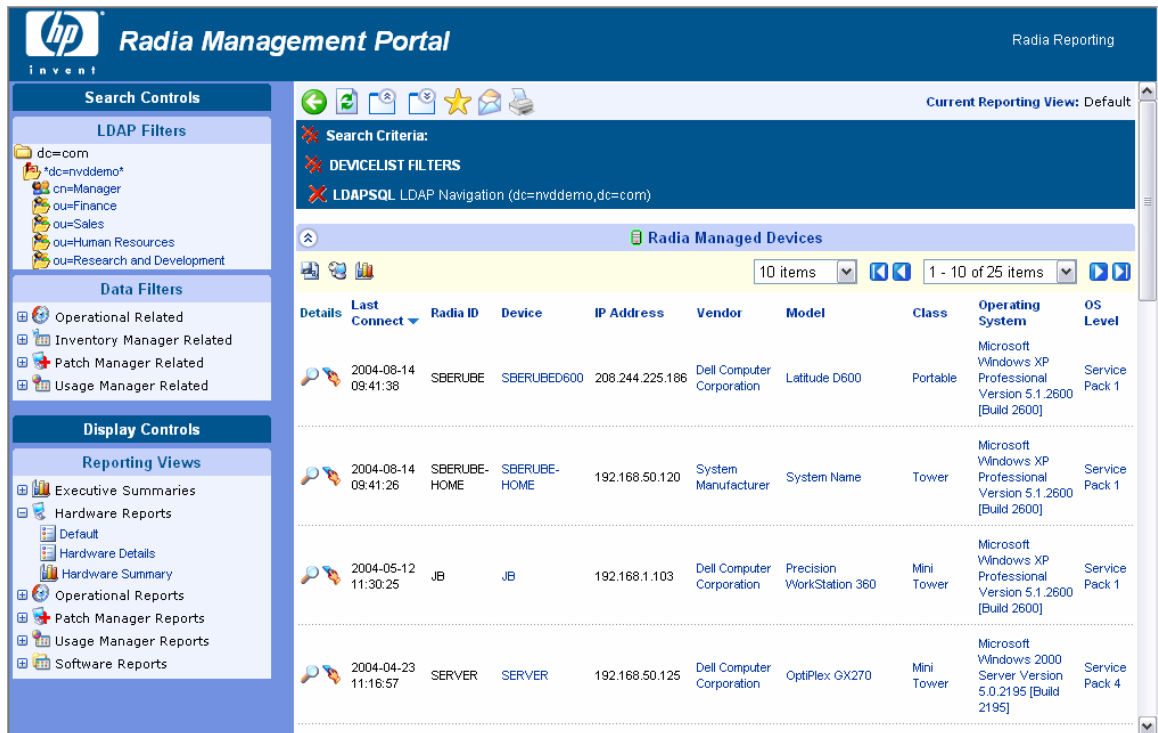 hp
invent
Radia Management Portal
Radia Reporting
Search Controls
LDAP Filters
dc=com
*dc=nvddemo*
cn=Manager
ou=Finance
ou=Sales
ou=Human Resources
ou=Research and Development
Data Filters
Operational Related
Inventory Manager Related
Patch Manager Related
Usage Manager Related
Display Controls
Reporting Views
Executive Summaries
Hardware Reports
Default
Hardware Details
Hardware Summary
Operational Reports
Patch Manager Reports
Usage Manager Reports
Software Reports
Current Reporting View: Default
Search Criteria:
DEVICELIST FILTERS
LDAPSQL LDAP Navigation (dc=nvddemo,dc=com)
Radia Managed Devices
10 items
1 - 10 of 25 items
Details
Last
Connect
Radia ID
Device
IP Address
Vendor
Model
Class
Operating
System
OS
Level
2004-08-14
09:41:38
SBERUBE
SBERUBED600
208.244.225.186
Dell Computer
Corporation
Latitude D600
Portable
Microsoft
Windows XP
Professional
Version 5.1.2600
[Build 2600]
Service
Pack 1
2004-08-14
09:41:26
SBERUBE-
HOME
SBERUBE-
HOME
192.168.50.120
System
Manufacturer
System Name
Tower
Microsoft
Windows XP
Professional
Version 5.1.2600
[Build 2600]
Service
Pack 1
2004-05-12
11:30:25
JB
JB
192.168.1.103
Dell Computer
Corporation
Precision
WorkStation 360
Mini
Tower
Microsoft
Windows XP
Professional
Version 5.1.2600
[Build 2600]
Service
Pack 1
2004-04-23
11:16:57
SERVER
SERVER
192.168.50.125
Dell Computer
Corporation
OptiPlex GX270
Mini
Tower
Microsoft
Windows 2000
Server Version
5.0.2195 [Build
2195]
Service
Pack 4